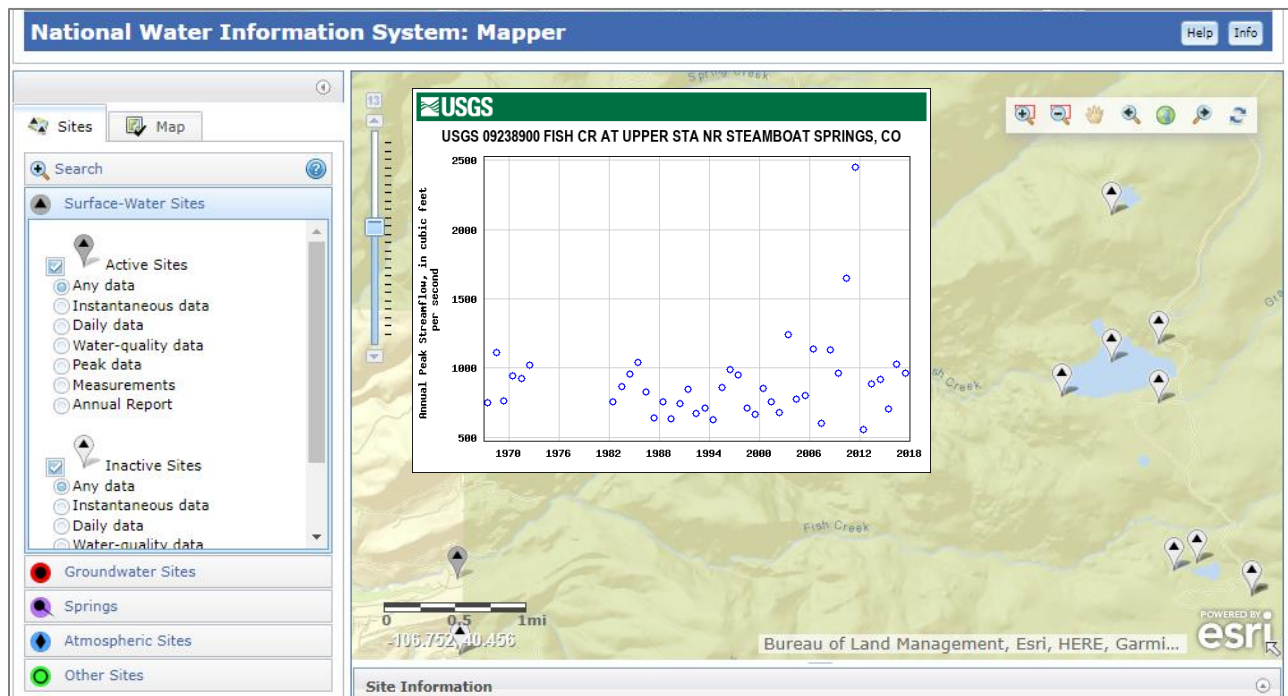 National Water Information System: Mapper
Help
Info
Sites
Map
Search
Surface-Water Sites
Active Sites
Any data
Instantaneous data
Daily data
Water-quality data
Peak data
Measurements
Annual Report
Inactive Sites
Any data
Instantaneous data
Daily data
Water-quality data
Groundwater Sites
Springs
Atmospheric Sites
Other Sites
13
Spring Creek
USGS
USGS 09238900 FISH CR AT UPPER STA NR STEAMBOAT SPRINGS, CO
Annual Peak Streamflow, in cubic feet
per second
2500
2000
1500
1000
500
1970 1976 1982 1988 1994 2000 2006 2012 2018
Fish Creek
Fish Creek
0 0.5 1mi
-106.752, 40.456
Bureau of Land Management, Esri, HERE, Garmi...
POWERED BY
esri
Site Information